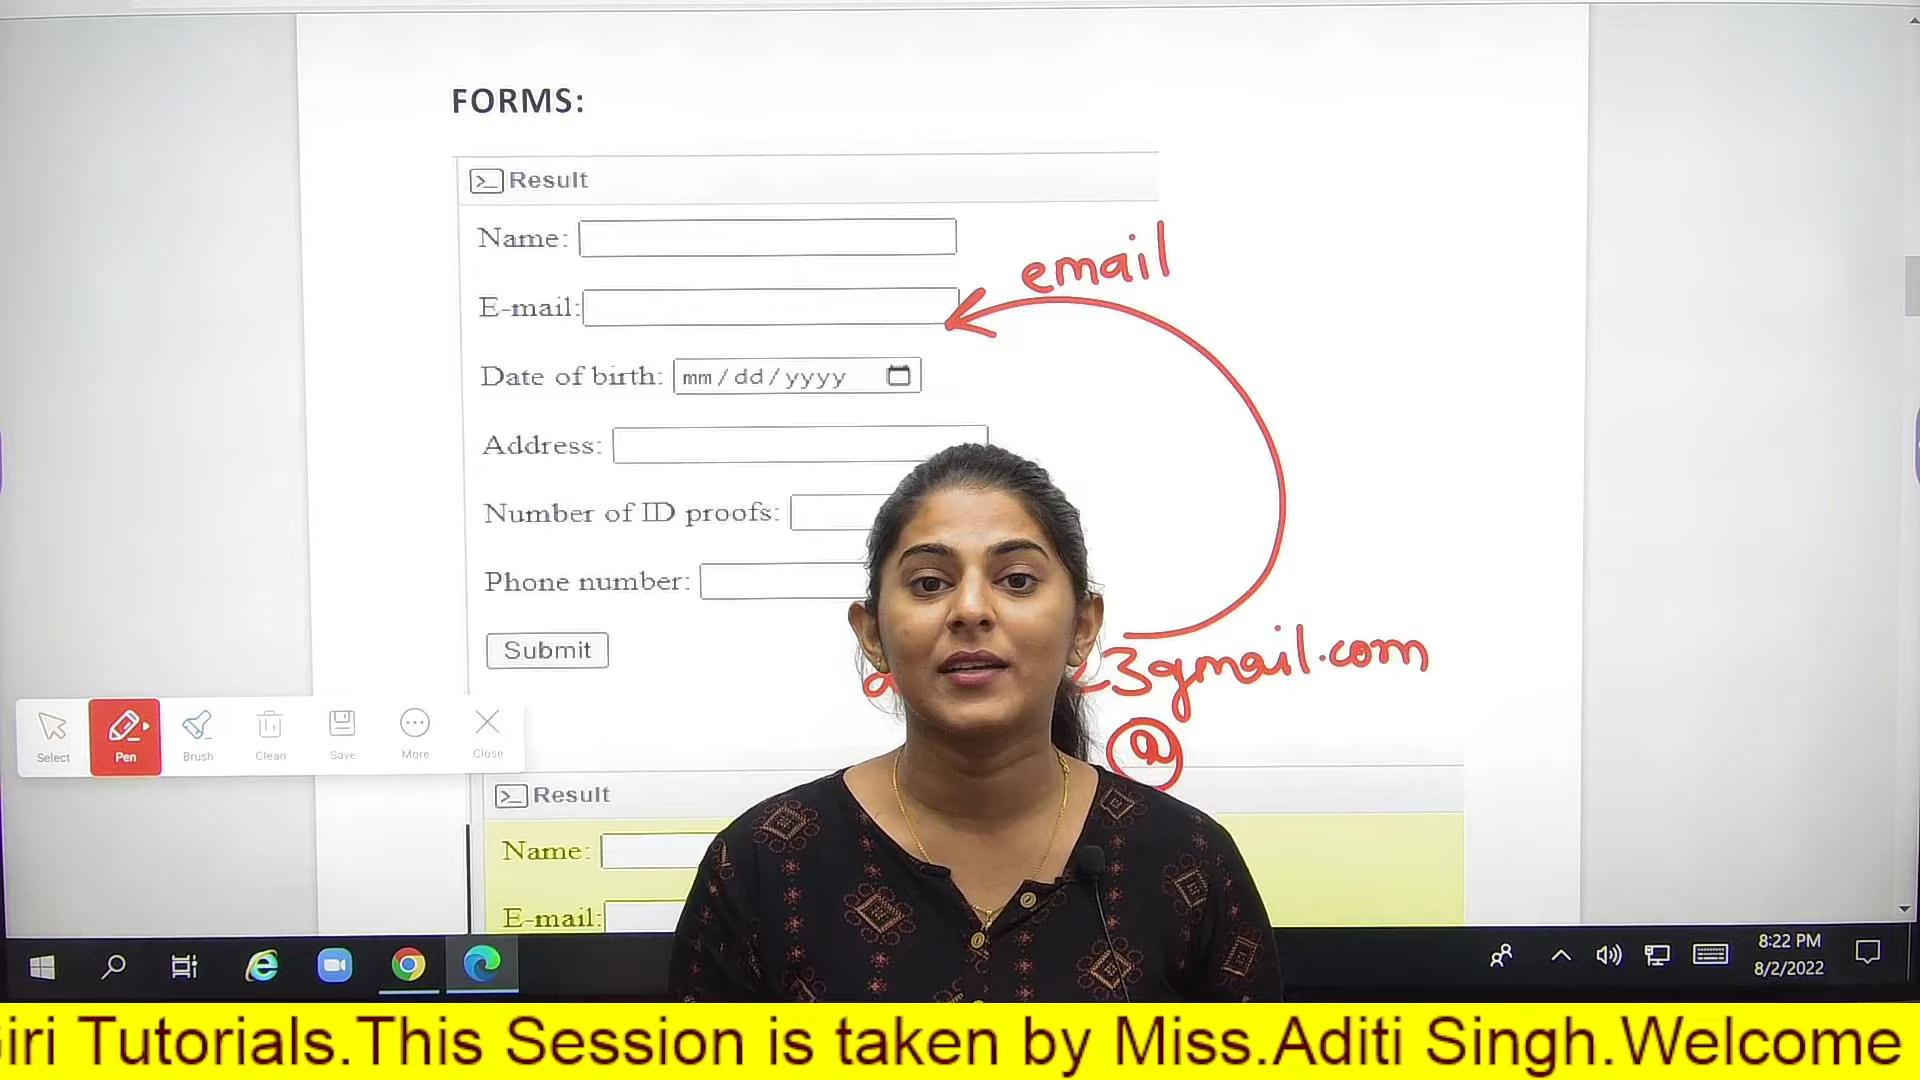 FORMS:
Result
Name:
email
E-mail:
Date of birth: mm/dd/yyyy
Address:
Number of ID proofs:
Phone number:
Submit
3gmail.com
@
Select Pen Brush Clean Save More Close
Result
Name:
E-mail:
8:22 PM
8/2/2022
iri Tutorials.This Session is taken by Miss.Aditi Singh.Welcome